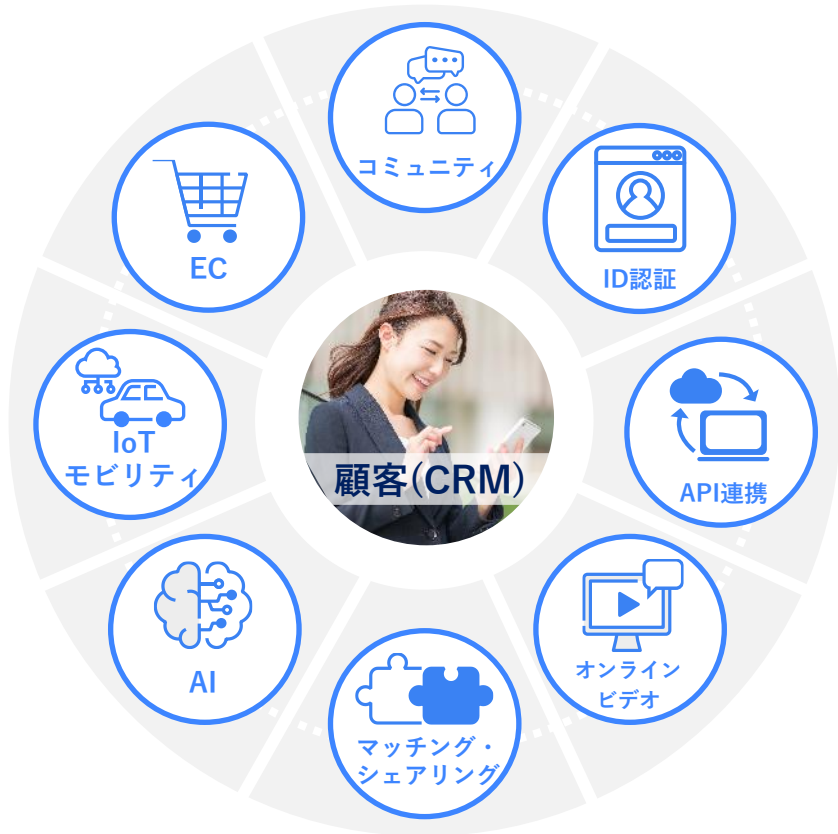 コミュニティ
ID認証
API連携
オンライン
ビデオ
マッチング・
シェアリング
AI
IoT
モビリティ
EC
顧客(CRM)